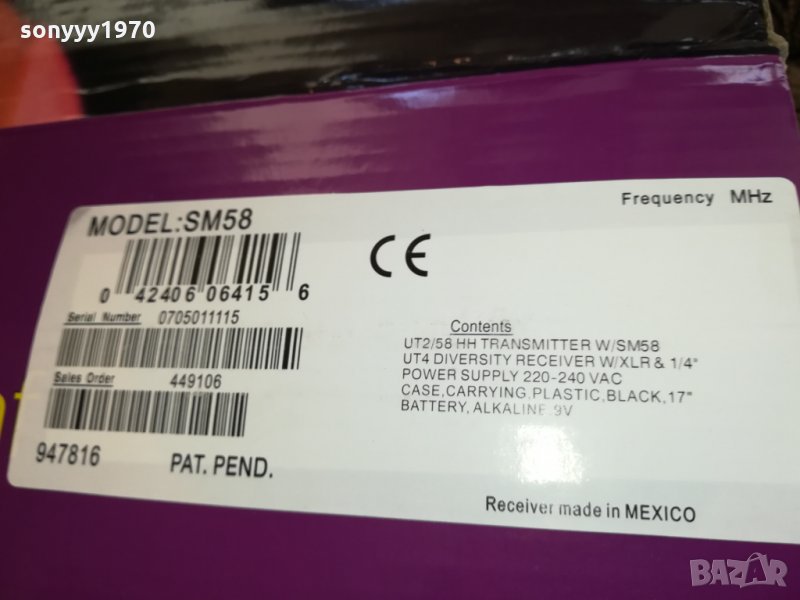 sonyyy1970
MODEL:SM58
Frequency MHz
0 42406 06415 6
CE
Serial Number 0705011115
Sales Order 449106
947816
PAT. PEND.
Contents
UT2/58 HH TRANSMITTER W/SM58
UT4 DIVERSITY RECEIVER W/XLR & 1/4"
POWER SUPPLY 220-240 VAC
CASE,CARRYING,PLASTIC,BLACK,17"
BATTERY, ALKALINE 9V
Receiver made in MEXICO
BAZAR